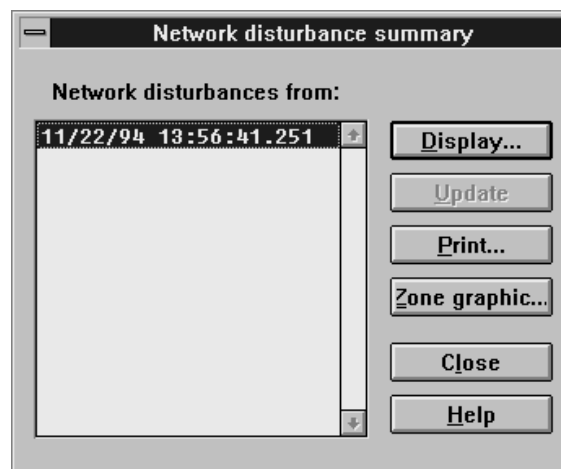 Network disturbance summary
Network disturbances from:
11/22/94 13:56:41.251
Display...
Update
Print...
Zone graphic...
Close
Help